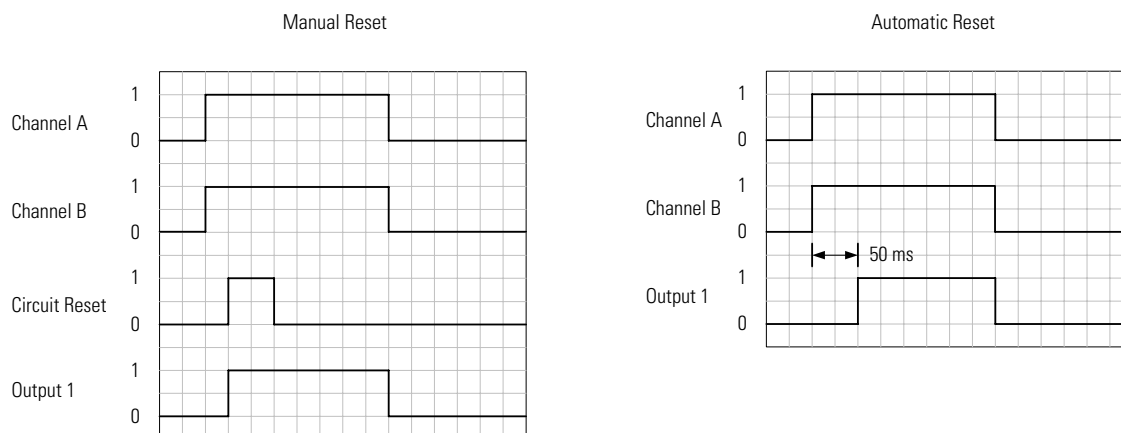 Manual Reset
Channel A
1
0
Channel B
1
0
Circuit Reset
1
0
Output 1
1
0
Automatic Reset
Channel A
1
0
Channel B
1
0
50 ms
Output 1
1
0